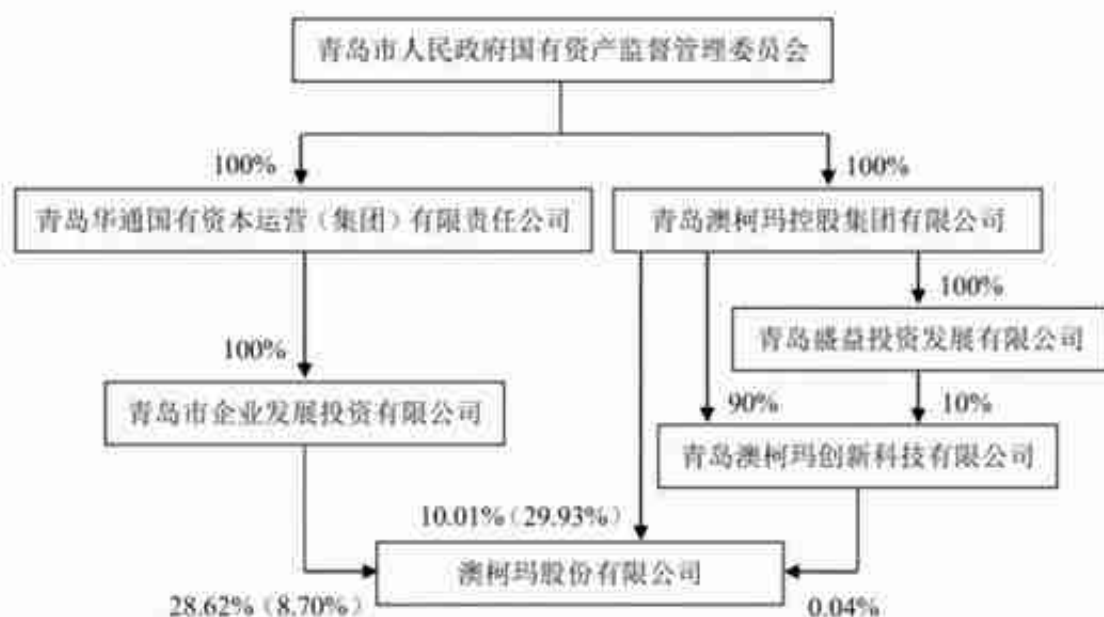 青岛市人民政府国有资产监督管理委员会
100%
100%
青岛华通国有资本运营（集团）有限责任公司
青岛澳柯玛控股集团有限公司
100%
青岛盛益投资发展有限公司
100%
青岛市企业发展投资有限公司
90%
10%
青岛澳柯玛创新科技有限公司
10.01%（29.93%）
澳柯玛股份有限公司
28.62%（8.70%）
0.04%